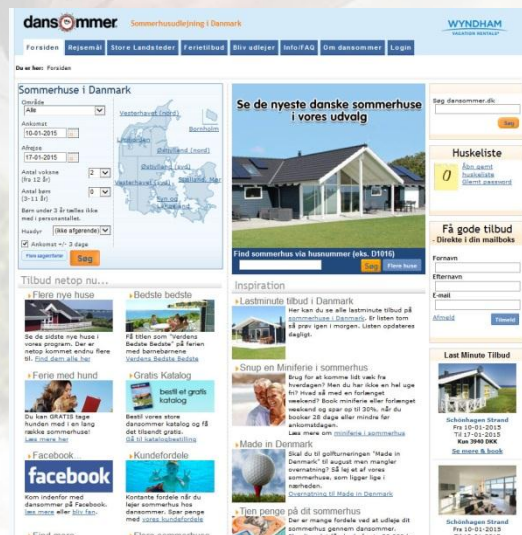 dansommer
Sommerhusudlejning i Danmark
WYNDHAM
VACATION RENTALS
Forsiden
Rejsemål
Store Landsteder
Ferietilbud
Bliv udlejer
Info/FAQ
Om dansommer
Login
Du er her: Forsiden
Sommerhuse i Danmark
Område
Alle
Ankomst
10-01-2015
Afrejse
17-01-2015
Antal voksne
(fra 12 år)
2
Antal børn
(3-11 år)
0
Børn under 3 år tælles ikke
med i personantallet.
Husdyr
(ikke afgørende)
Ankomst +/- 3 dage
Søg
Vesterhavet (nord)
Bornholm
Limfjorden
Østjylland (nord)
Østjylland (syd)
Vesterhavet (syd)
Fyn og
Langeland
Se de nyeste danske sommerhuse
i vores udvalg
Find sommerhus via husnummer (eks. D1016)
Søg
Flere huse
Søg dansommer.dk
Søg
Huskeliste
0
Åbn gemt
huskeliste
Glemt password
Få gode tilbud
- Direkte i din mailboks
Fornavn
Efternavn
E-mail
Afmeld
Tilmeld
Last Minute Tilbud
Schönhagen Strand
Fra 10-01-2015
Til 17-01-2015
Kun 3940 DKK
Se mere & book
Schönhagen Strand
Fra 10-01-2015
Tilbud netop nu...
Flere nye huse
Se de sidste nye huse i
vores program. Der er
netop kommet endnu flere
til. Find dem alle her
Bedste bedste
Få titlen som "Verdens
Bedste Bedste" på ferien
med børnebørnene
Verdens Bedste Bedste
Ferie med hund
Du kan GRATIS tage
hunden med i en lang
række sommerhuse!
Læs mere her
Gratis Katalog
bestil et gratis
katalog
Bestil vores store
dansommer katalog og få
det tilsendt gratis.
Gå til katalogbestilling
Facebook...
facebook
Kom indenfor med
dansommer på Facebook.
læs mere eller bliv fan.
Kundefordele
Kontante fordele når du
lejer sommerhus hos
dansommer. Spar penge
med vores kundefordele
Inspiration
Lastminute tilbud i Danmark
Her kan du se alle lastminute tilbud på
sommerhuse i Danmark. Er listen tom
så prøv igen i morgen. Listen opdateres
dagligt.
Snup en Miniferie i sommerhus
Brug for at komme lidt væk fra
hverdagen? Men du har ikke en hel uge
fri? Hvad så med en forlænget
weekend? Book miniferie eller forlænget
weekend og spar op til 30%, når du
booker 28 dage eller mindre før
ankomstdagen.
Læs mere om miniferie i sommerhus
Made in Denmark
Skal du til golfturneringen "Made in
Denmark" til august men mangler
overnatning? Så lej et af vores
sommerhuse, som ligger lige i
nærheden.
Overnatning til Made in Denmark
Tjen penge på dit sommerhus
Der er mange fordele ved at udleje dit
sommerhus gennem dansommer.